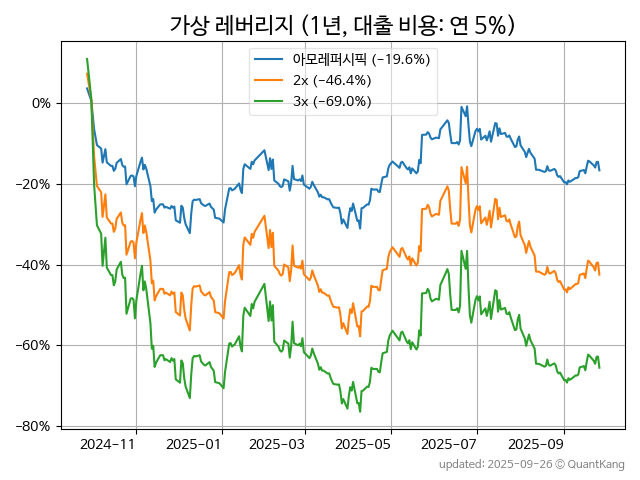 가상 레버리지 (1년, 대출 비용: 연 5%)
아모레퍼시픽 (−19.6%)
2x (−46.4%)
3x (−69.0%)
0%
−20%
−40%
−60%
−80%
2024-11 2025-01 2025-03 2025-05 2025-07 2025-09
updated: 2025-09-26 © QuantKang